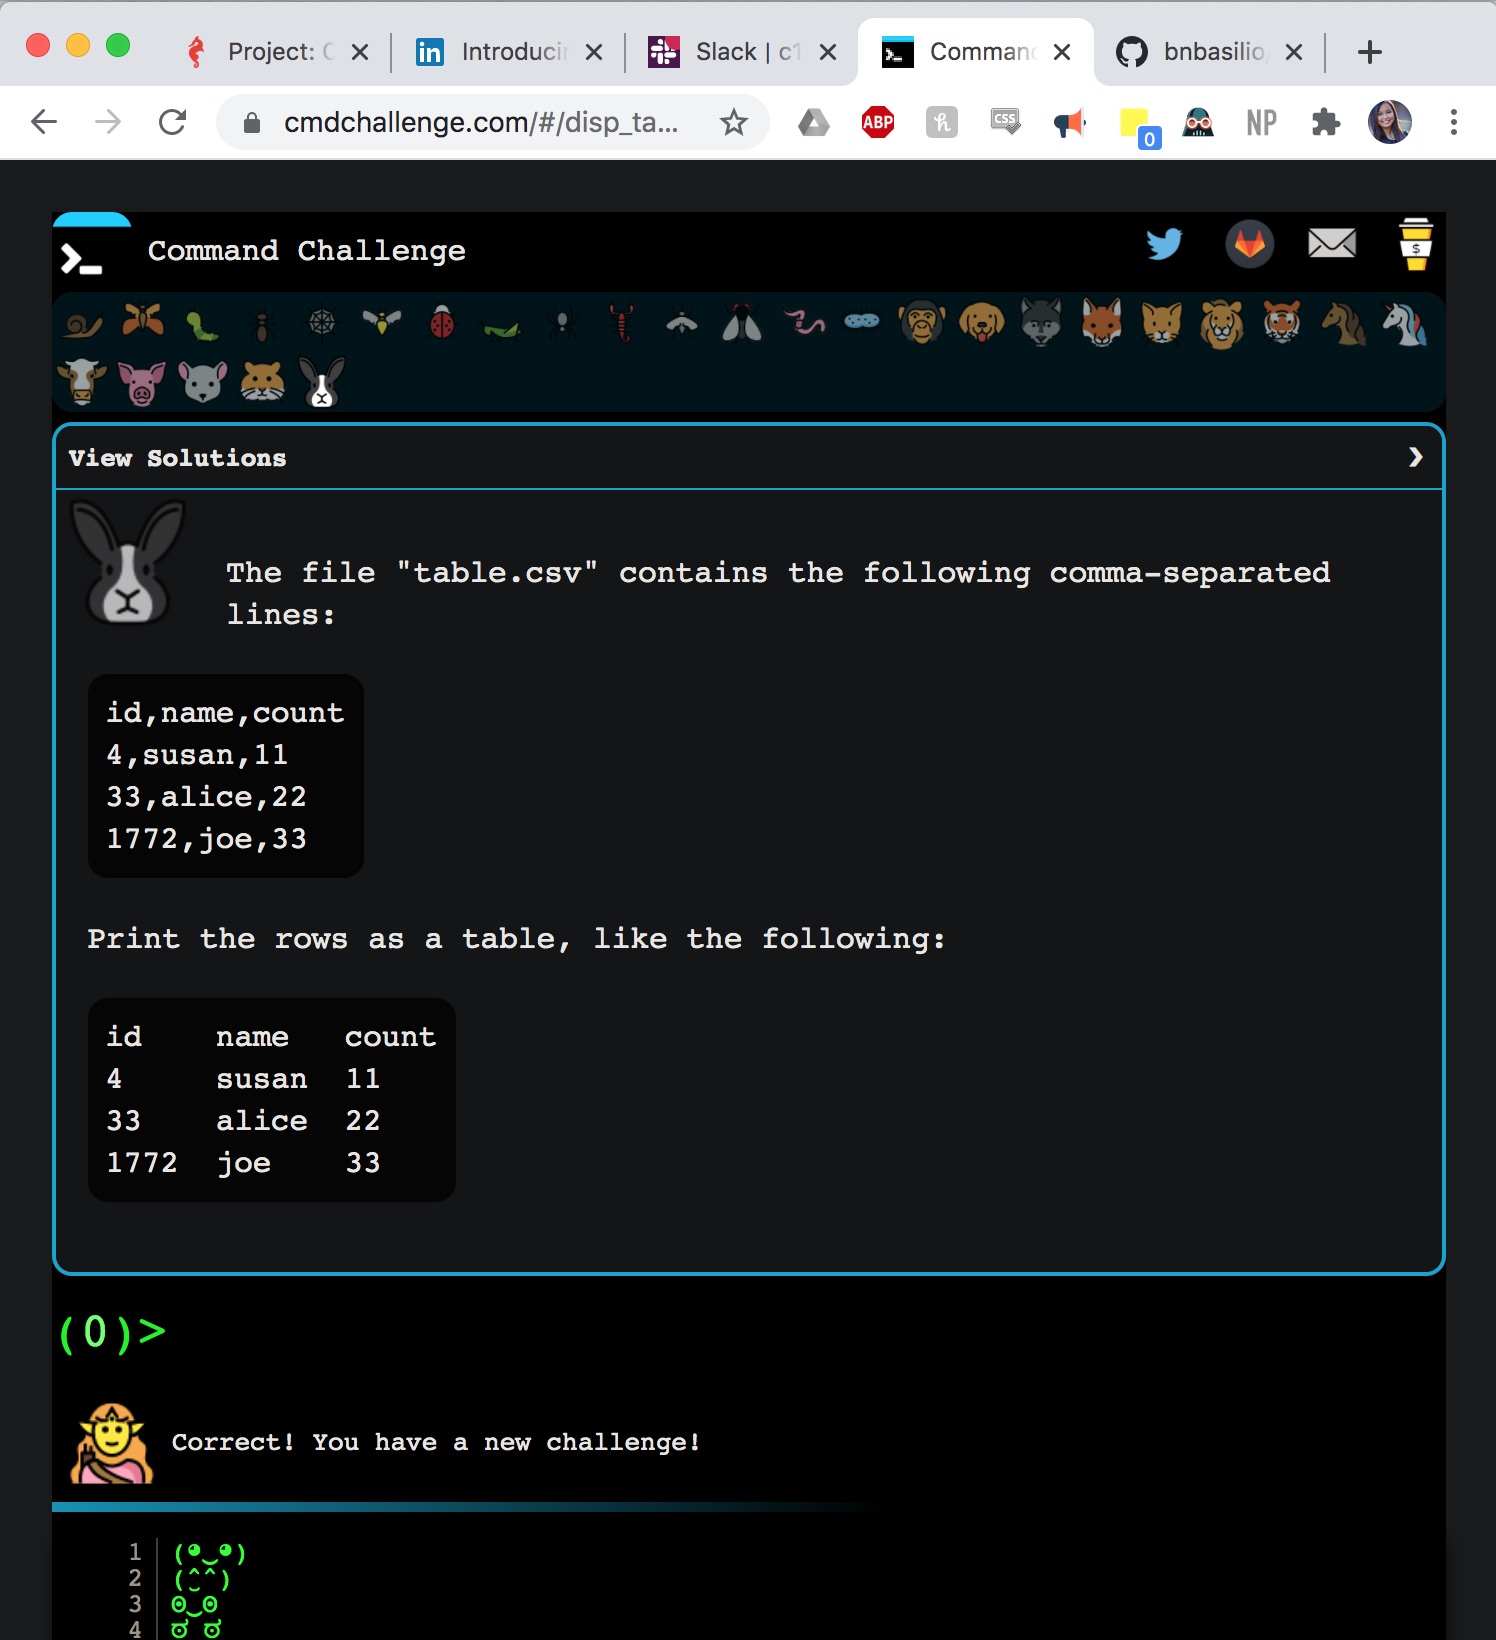 Project: C
Introducin
Slack | c1
Command
bnbasilio/
cmdchallenge.com/#/disp_ta...
ABP
h
CSS
0
NP
Command Challenge
$
View Solutions
The file "table.csv" contains the following comma-separated
lines:
id,name,count
4,susan,11
33,alice,22
1772,joe,33
Print the rows as a table, like the following:
id name count
4 susan 11
33 alice 22
1772 joe 33
(0)>
Correct! You have a new challenge!
1
2
3
4